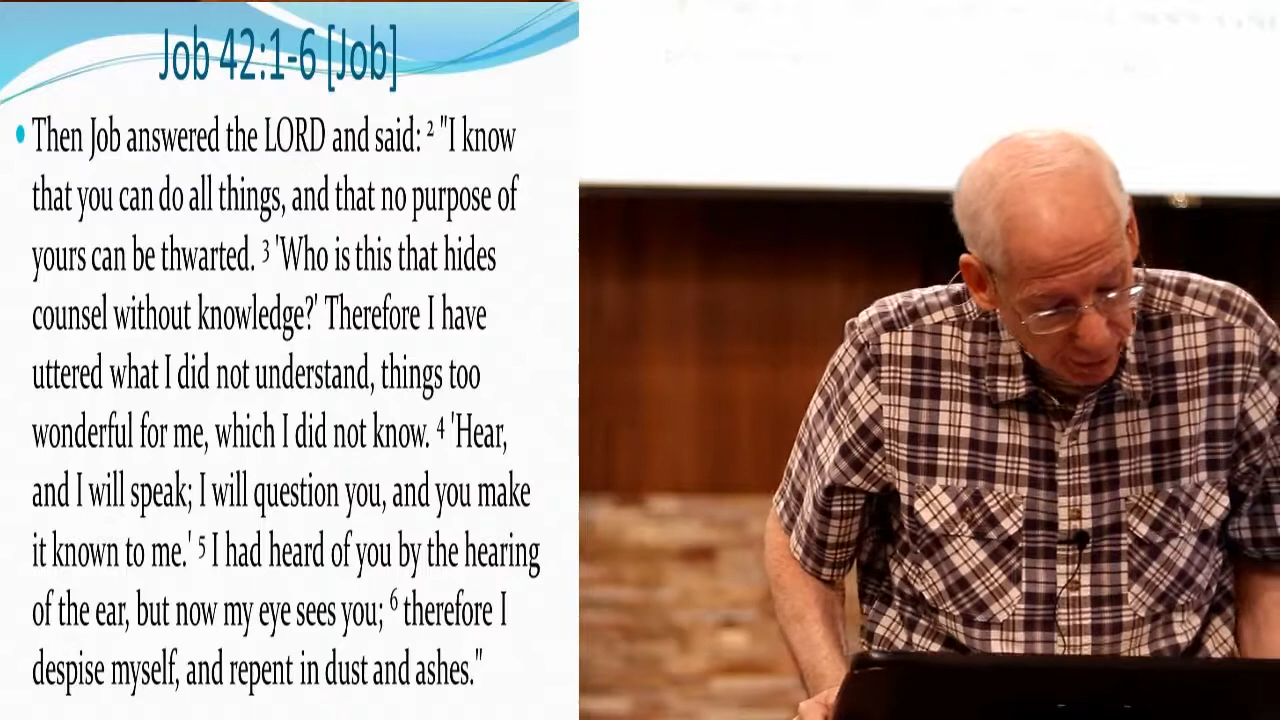 Job 42:1-6 [Job]
• Then Job answered the LORD and said: ² "I know
that you can do all things, and that no purpose of
yours can be thwarted. ³ 'Who is this that hides
counsel without knowledge?' Therefore I have
uttered what I did not understand, things too
wonderful for me, which I did not know. ⁴ 'Hear,
and I will speak; I will question you, and you make
it known to me.' ⁵ I had heard of you by the hearing
of the ear, but now my eye sees you; ⁶ therefore I
despise myself, and repent in dust and ashes."